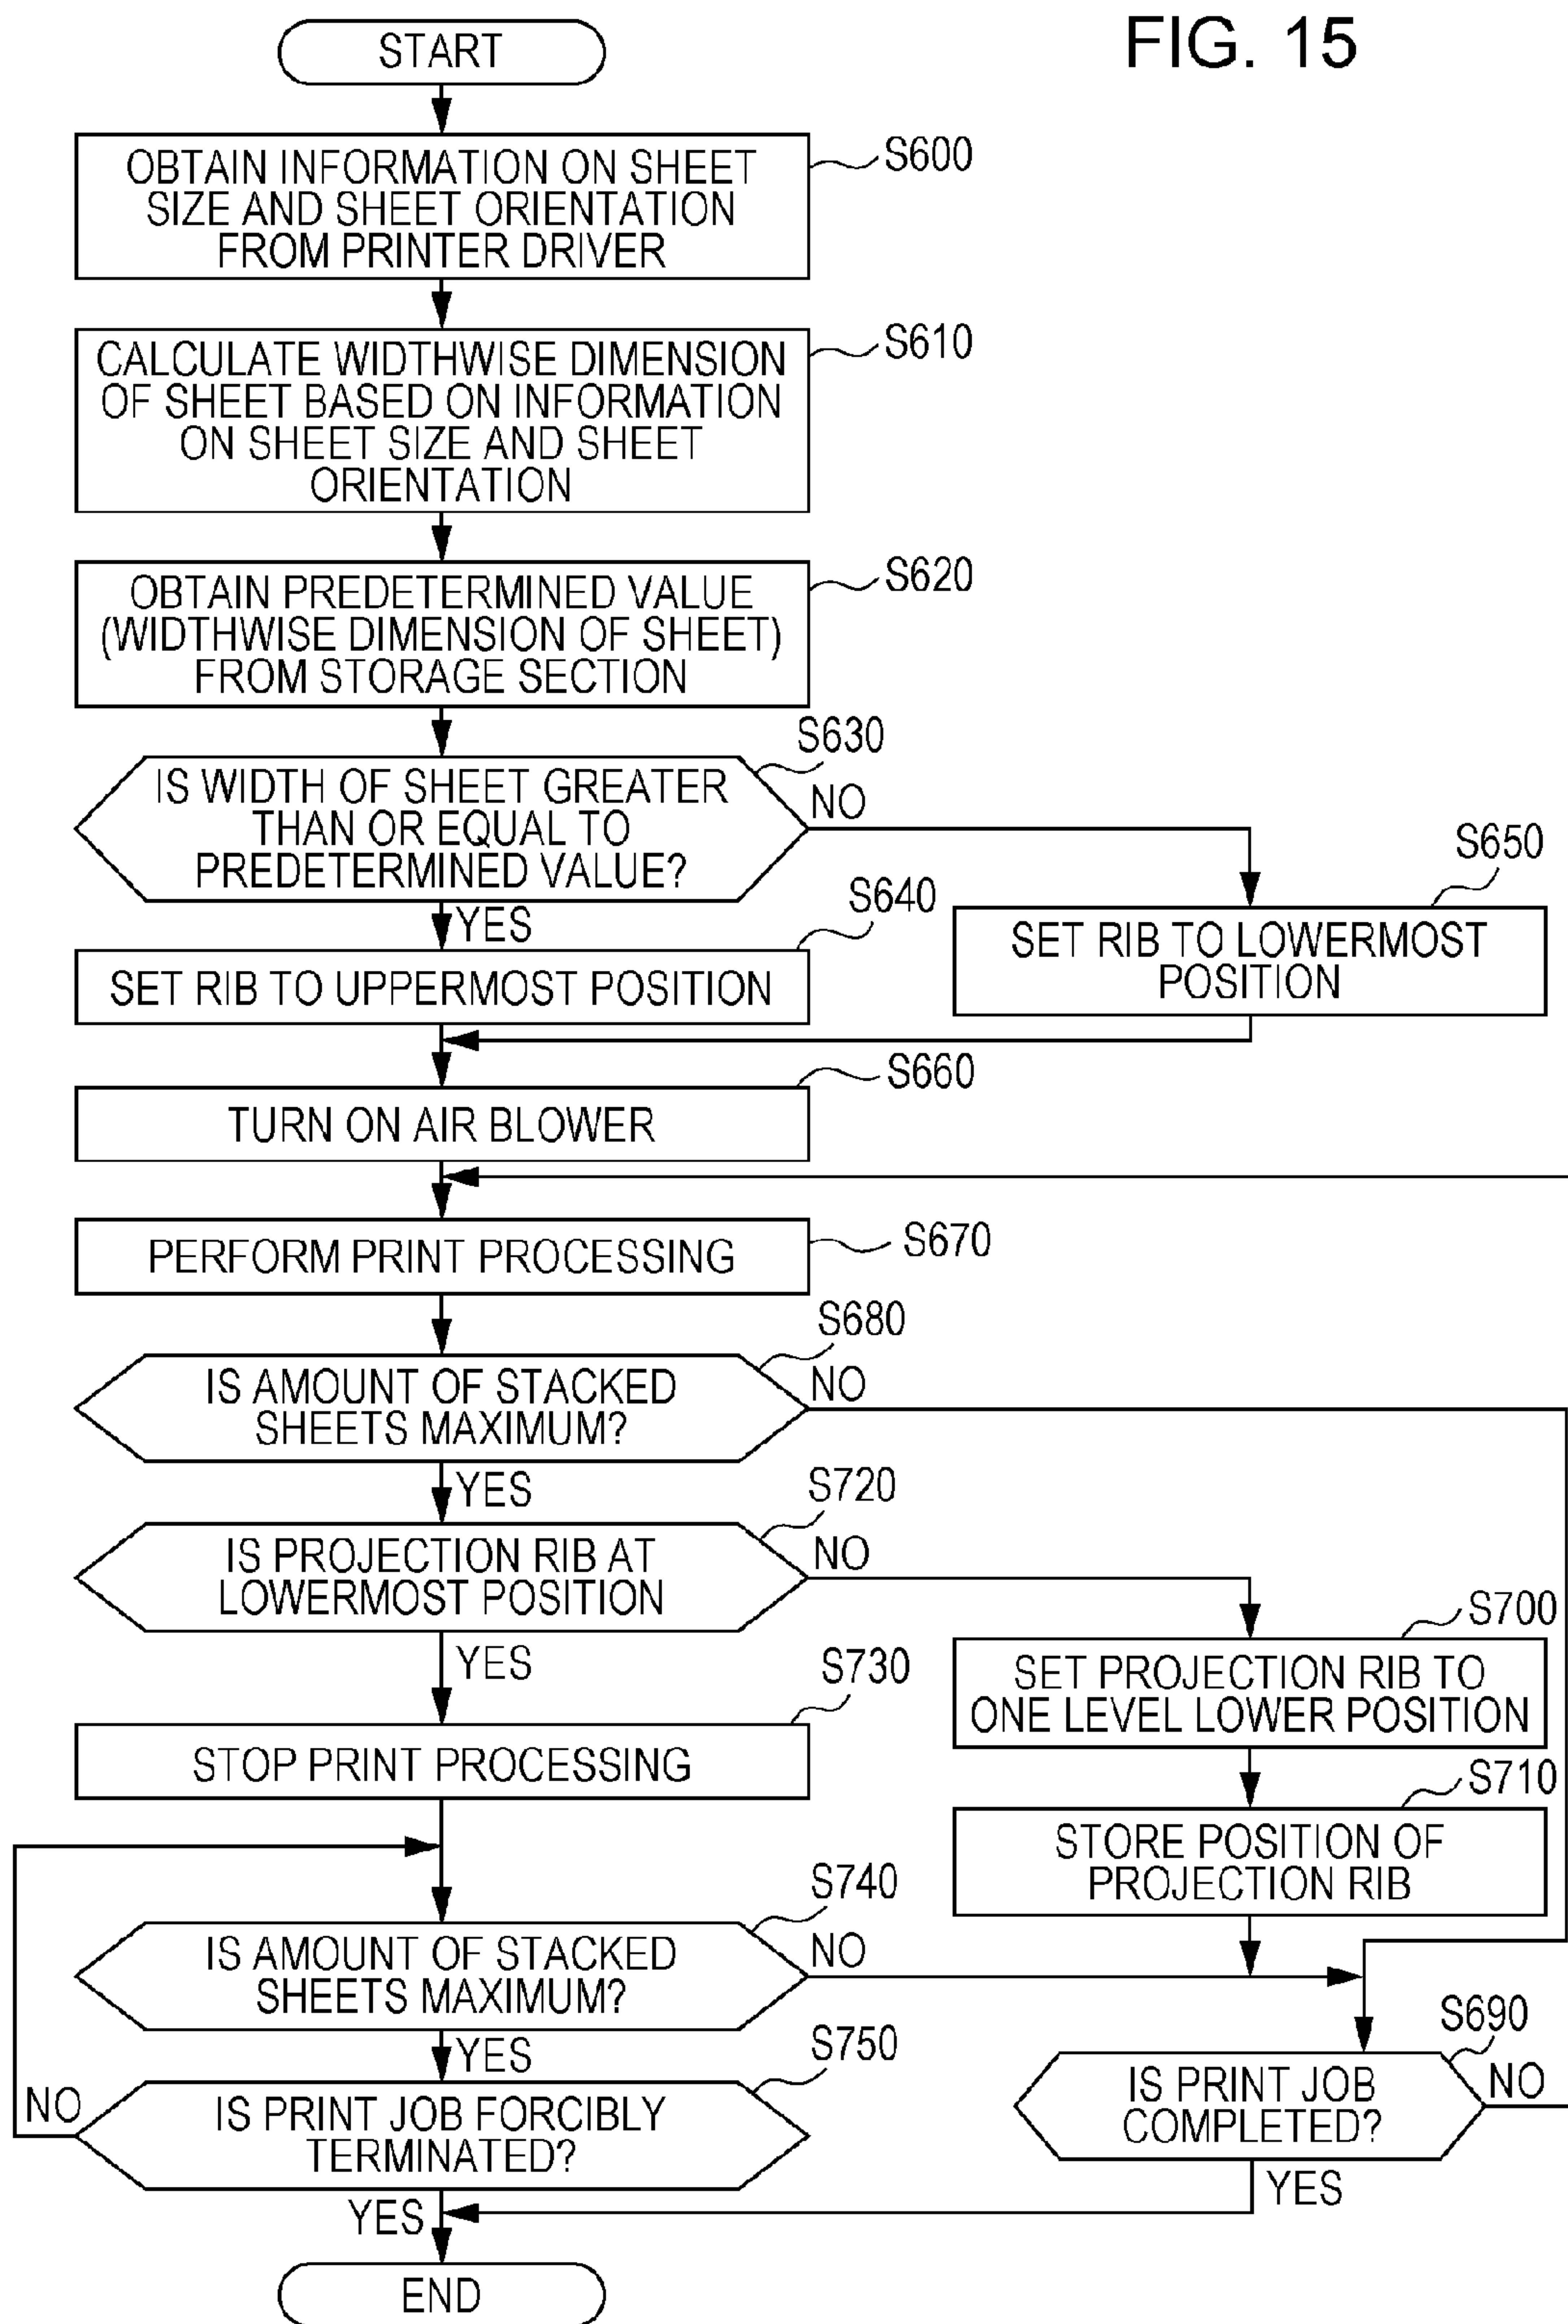 FIG. 15
START
OBTAIN INFORMATION ON SHEET
SIZE AND SHEET ORIENTATION
FROM PRINTER DRIVER
S600
CALCULATE WIDTHWISE DIMENSION
OF SHEET BASED ON INFORMATION
ON SHEET SIZE AND SHEET
ORIENTATION
S610
OBTAIN PREDETERMINED VALUE
(WIDTHWISE DIMENSION OF SHEET)
FROM STORAGE SECTION
S620
IS WIDTH OF SHEET GREATER
THAN OR EQUAL TO
PREDETERMINED VALUE?
S630
NO
YES
SET RIB TO UPPERMOST POSITION
S640
SET RIB TO LOWERMOST
POSITION
S650
TURN ON AIR BLOWER
S660
PERFORM PRINT PROCESSING
S670
IS AMOUNT OF STACKED
SHEETS MAXIMUM?
S680
NO
YES
IS PROJECTION RIB AT
LOWERMOST POSITION
S720
NO
YES
SET PROJECTION RIB TO
ONE LEVEL LOWER POSITION
S700
STOP PRINT PROCESSING
S730
STORE POSITION OF
PROJECTION RIB
S710
IS AMOUNT OF STACKED
SHEETS MAXIMUM?
S740
NO
YES
IS PRINT JOB FORCIBLY
TERMINATED?
S750
NO
YES
IS PRINT JOB
COMPLETED?
S690
NO
YES
END